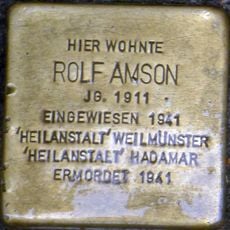 HIER WOHNTE
ROLF AMSON
JG. 1911
EINGEWIESEN 1941
'HEILANSTALT' WEILMÜNSTER
'HEILANSTALT' HADAMAR
ERMORDET 1941